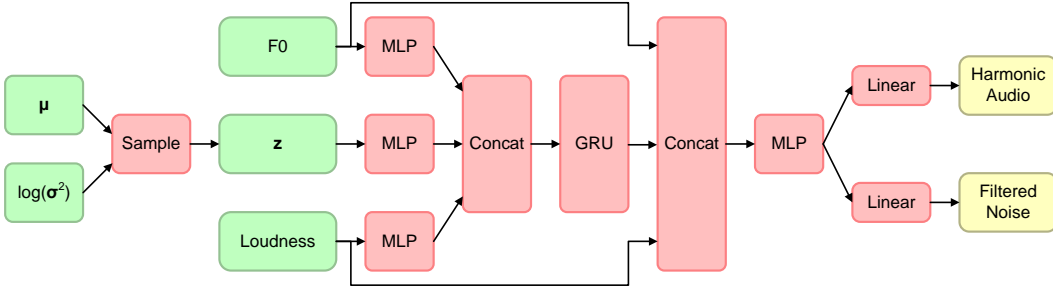 μ
log(σ²)
Sample
F0
z
Loudness
MLP
MLP
MLP
Concat
GRU
Concat
MLP
Linear
Linear
Harmonic
Audio
Filtered
Noise